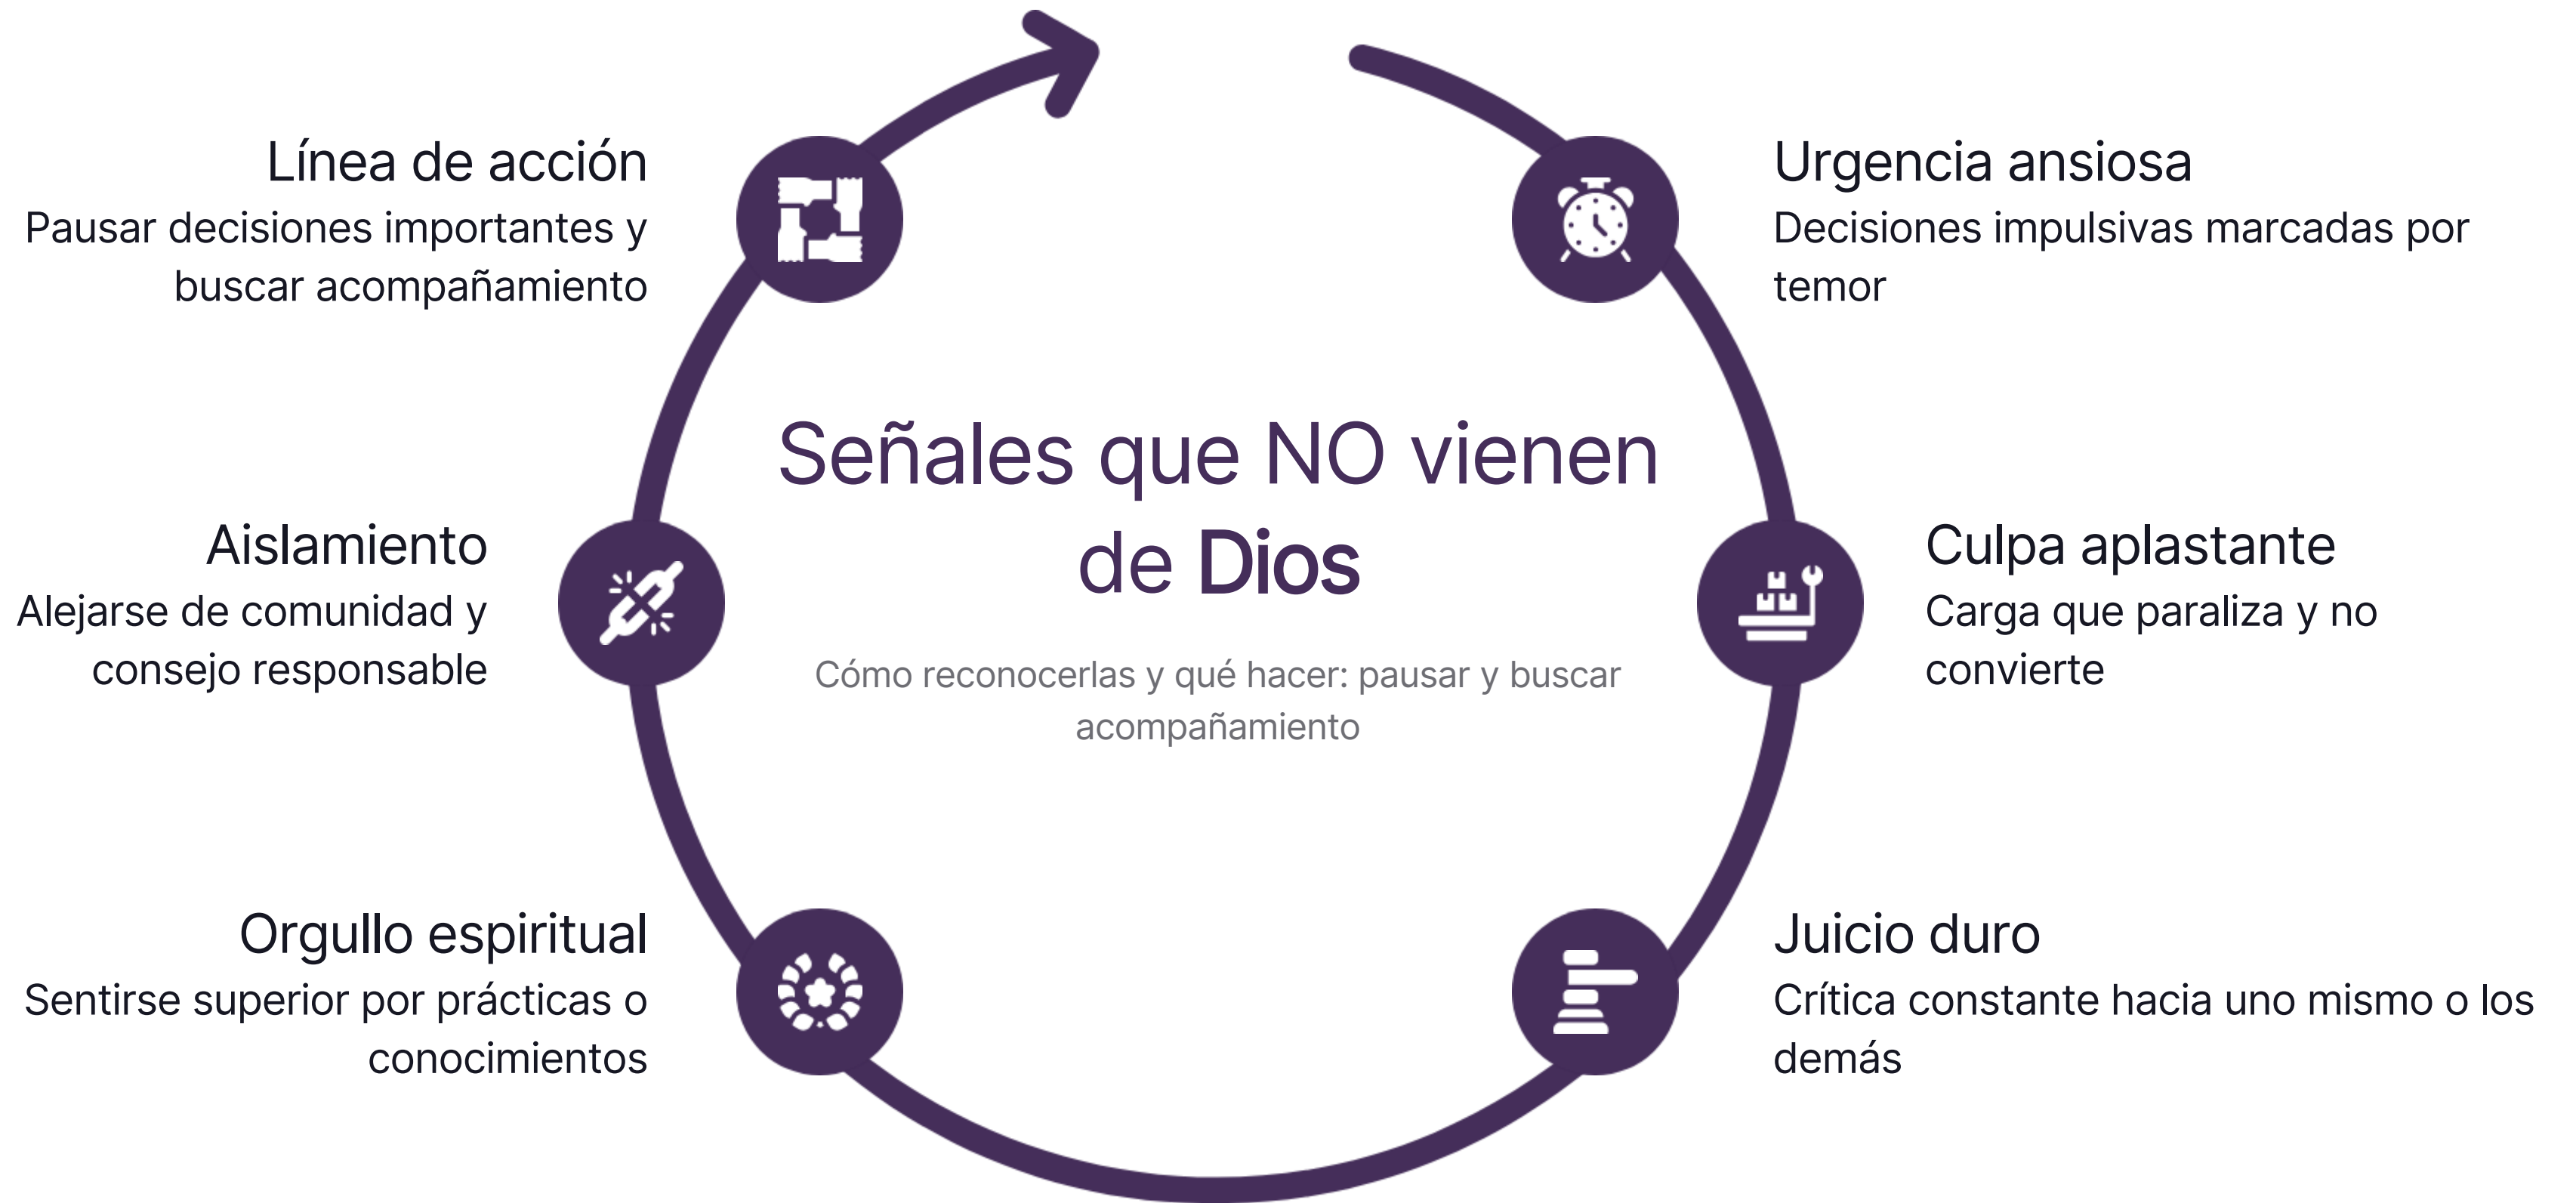 Señales que NO vienen
de Dios
Cómo reconocerlas y qué hacer: pausar y buscar
acompañamiento
Urgencia ansiosa
Decisiones impulsivas marcadas por
temor
Culpa aplastante
Carga que paraliza y no
convierte
Juicio duro
Crítica constante hacia uno mismo o los
demás
Orgullo espiritual
Sentirse superior por prácticas o
conocimientos
Aislamiento
Alejarse de comunidad y
consejo responsable
Línea de acción
Pausar decisiones importantes y
buscar acompañamiento